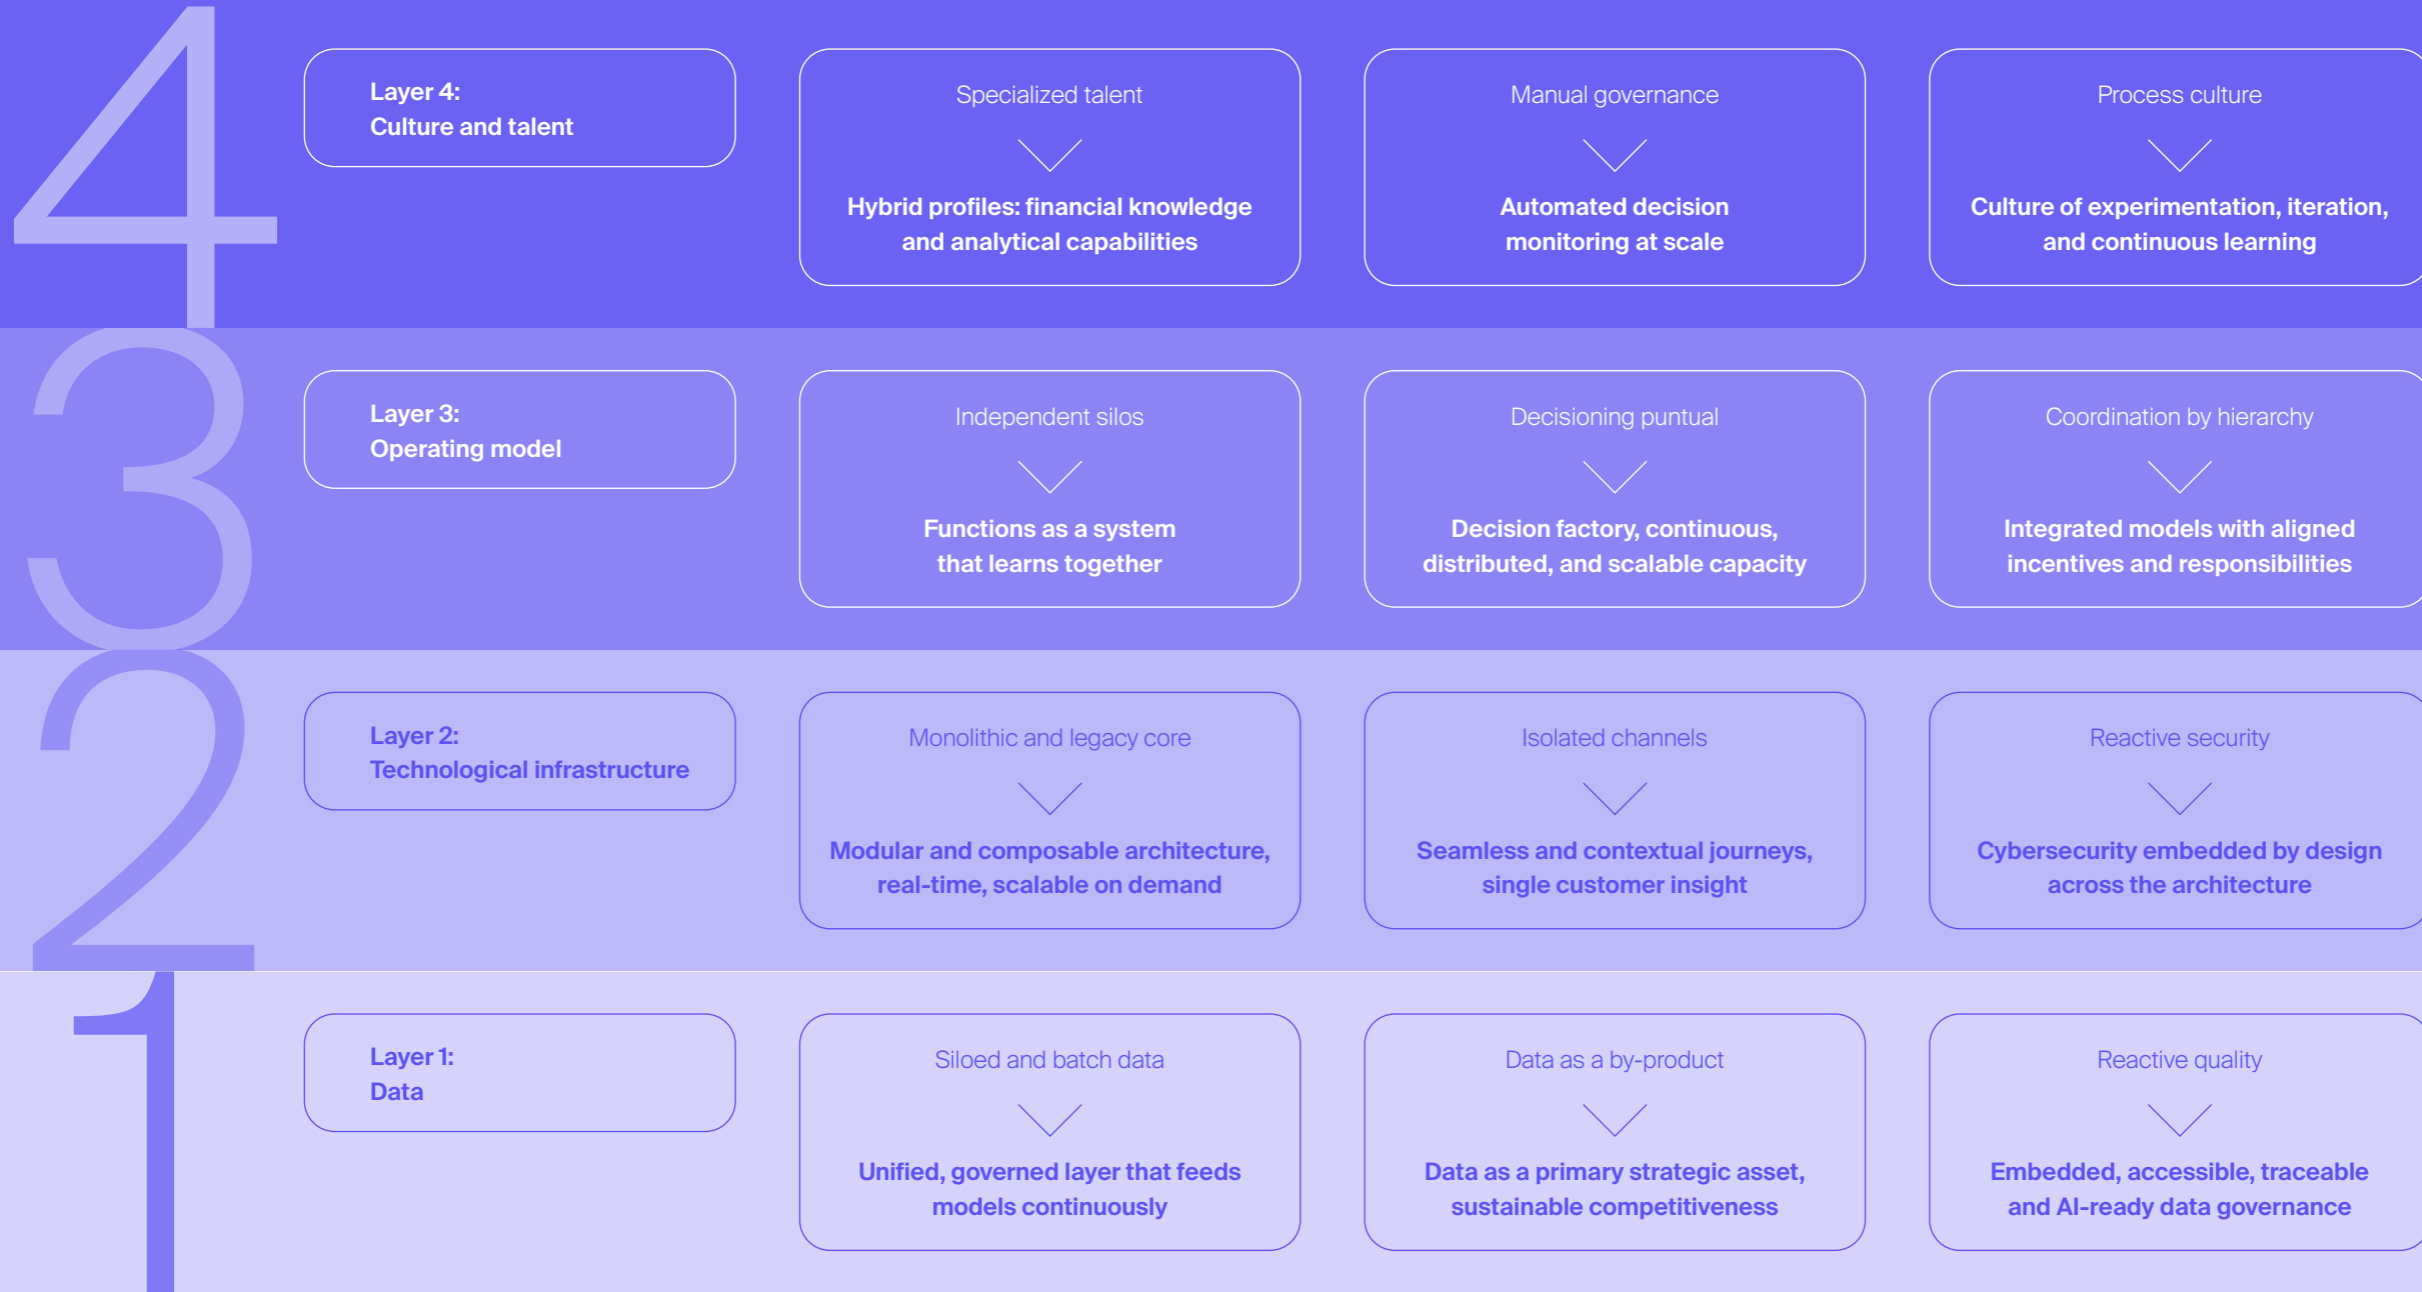 4
Layer 4:
Culture and talent
Specialized talent
Hybrid profiles: financial knowledge
and analytical capabilities
Manual governance
Automated decision
monitoring at scale
Process culture
Culture of experimentation, iteration,
and continuous learning
3
Layer 3:
Operating model
Independent silos
Functions as a system
that learns together
Decisioning puntual
Decision factory, continuous,
distributed, and scalable capacity
Coordination by hierarchy
Integrated models with aligned
incentives and responsibilities
2
Layer 2:
Technological infrastructure
Monolithic and legacy core
Modular and composable architecture,
real-time, scalable on demand
Isolated channels
Seamless and contextual journeys,
single customer insight
Reactive security
Cybersecurity embedded by design
across the architecture
1
Layer 1:
Data
Siloed and batch data
Unified, governed layer that feeds
models continuously
Data as a by-product
Data as a primary strategic asset,
sustainable competitiveness
Reactive quality
Embedded, accessible, traceable
and AI-ready data governance